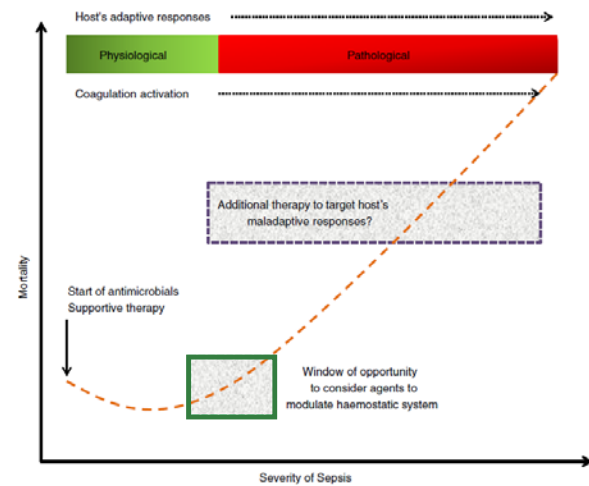 Host's adaptive responses
Physiological
Pathological
Coagulation activation
Additional therapy to target host's
maladaptive responses?
Mortality
Start of antimicrobials
Supportive therapy
Window of opportunity
to consider agents to
modulate haemostatic system
Severity of Sepsis